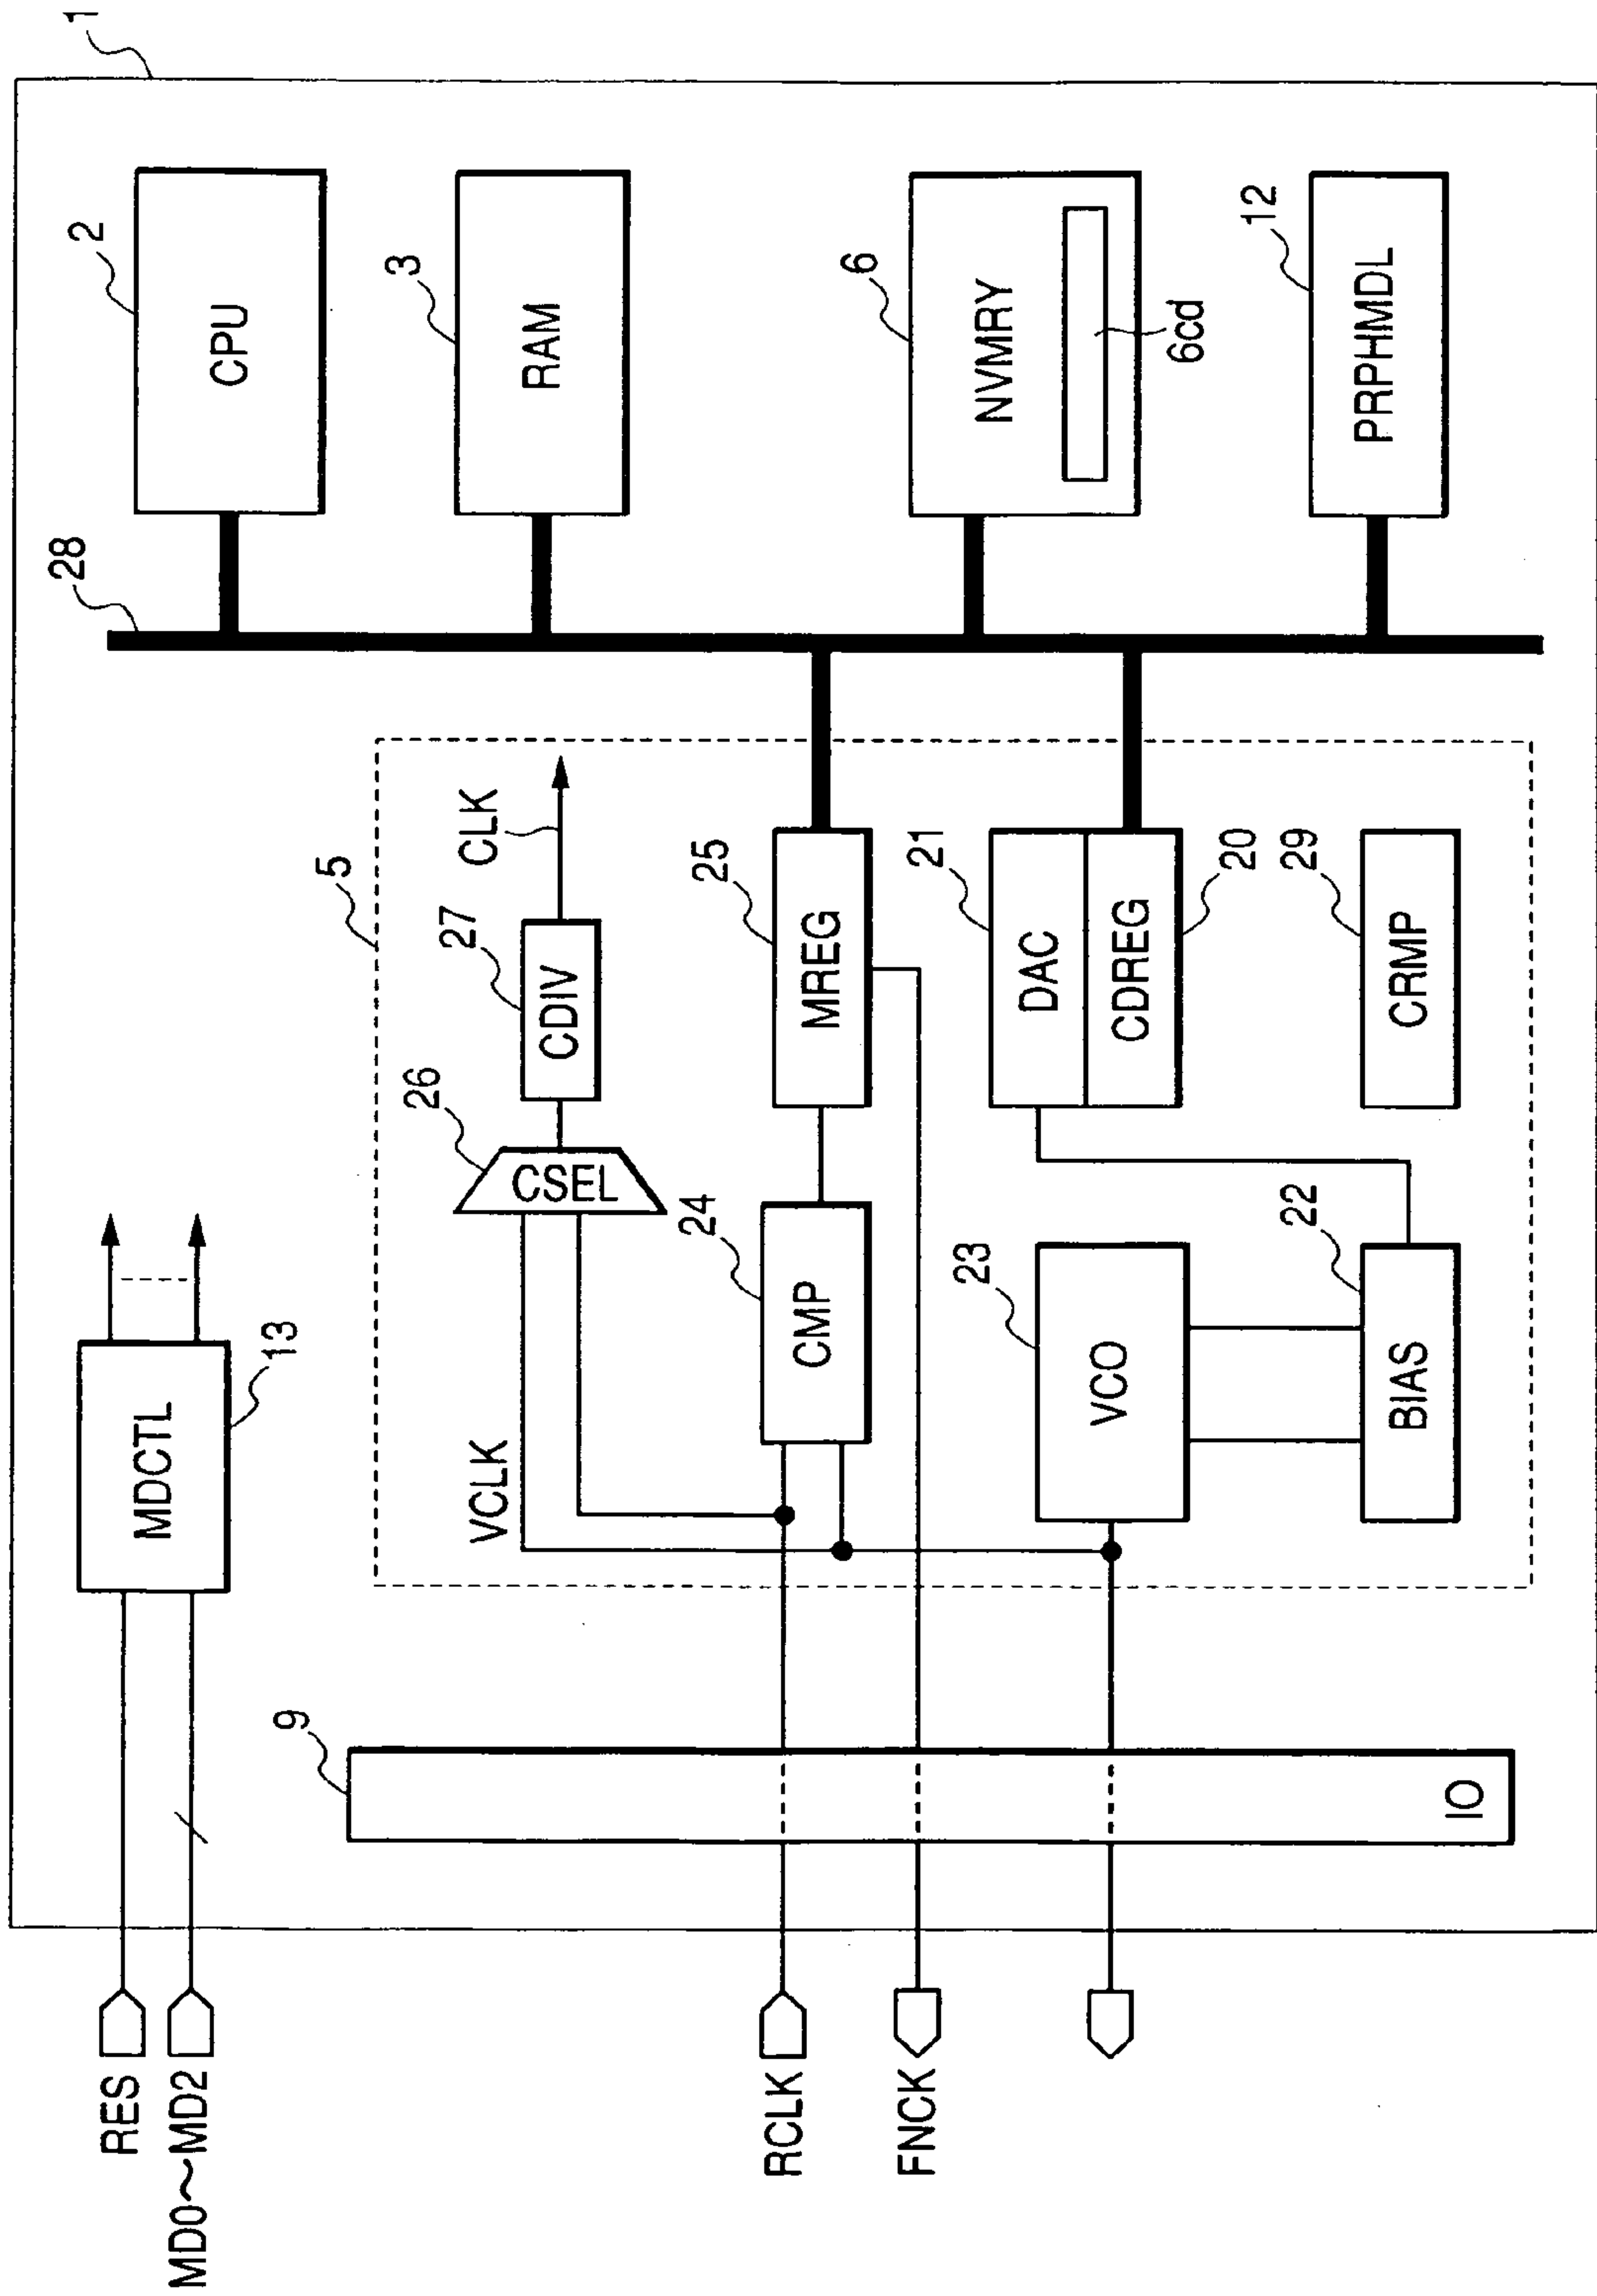 1
RES
MD0～MD2
MDCTL
13
28
2
CPU
3
RAM
6
NVMRY
6cd
12
PRPHMDL
5
CLK
27
CDIV
26
CSEL
VCLK
25
MREG
24
CMP
21
DAC
CDREG
20
23
VCO
22
BIAS
29
CRMP
9
IO
RCLK
FNCK